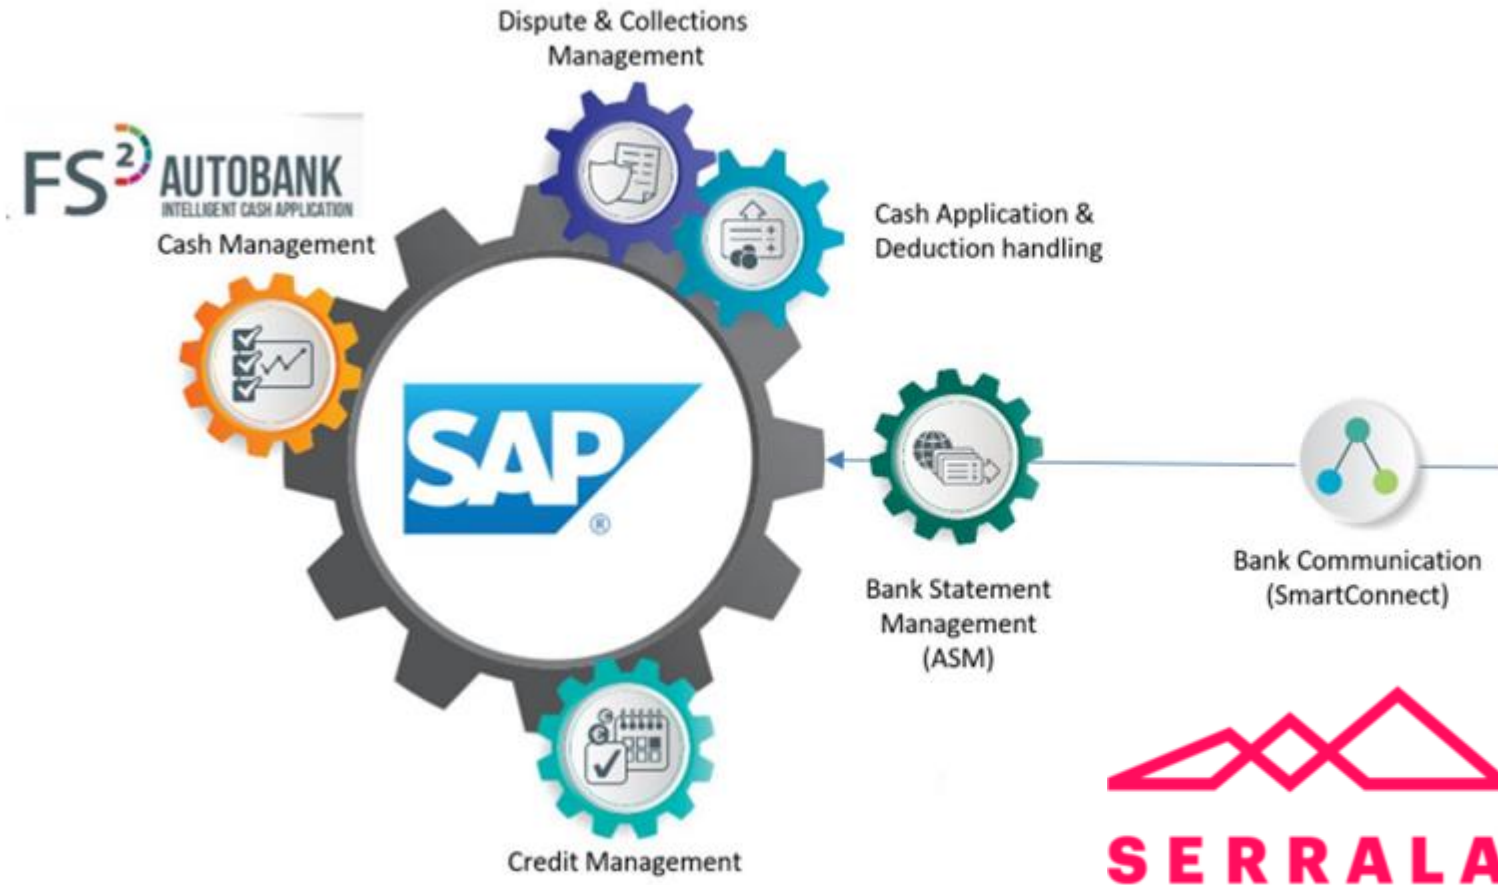 Dispute & Collections
Management
FS²
AUTOBANK
INTELLIGENT CASH APPLICATION
Cash Management
Cash Application &
Deduction handling
SAP
®
Bank Statement
Management
(ASM)
Bank Communication
(SmartConnect)
Credit Management
SERRALA